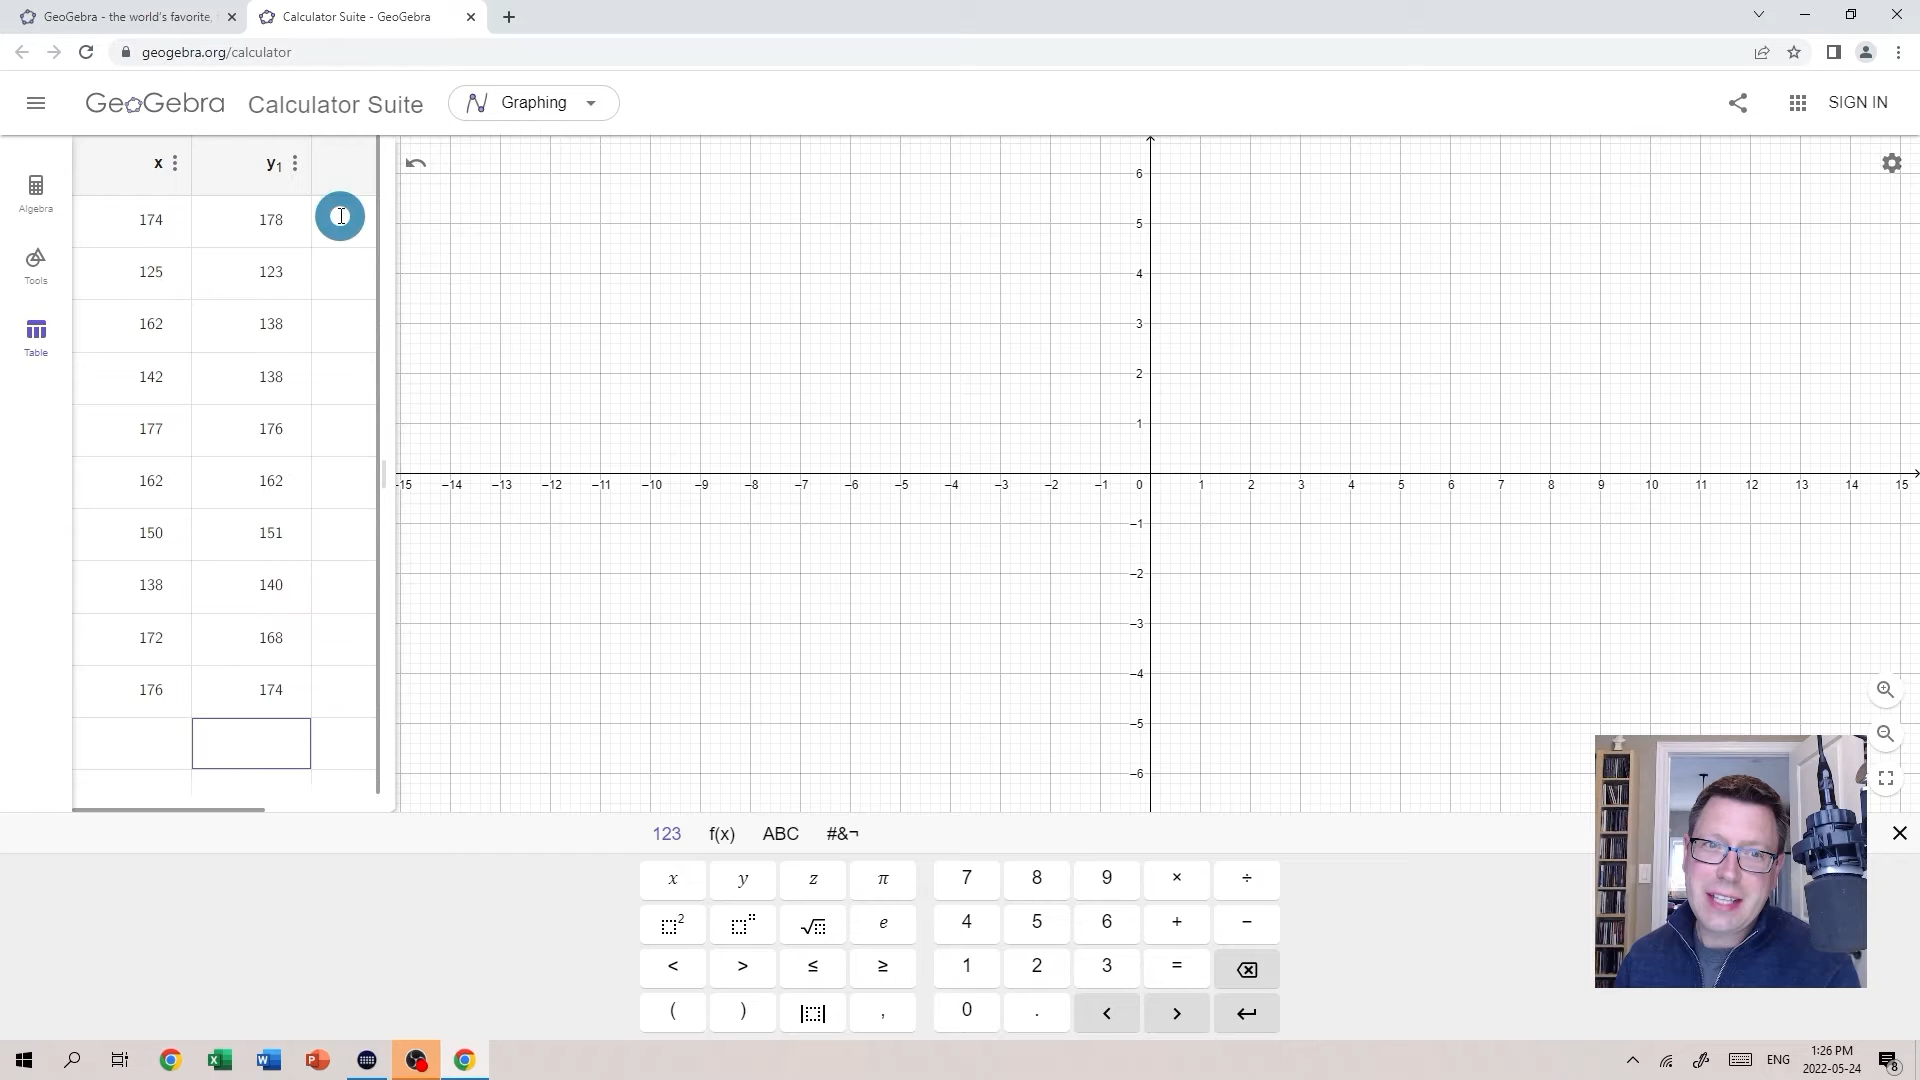 GeoGebra - the world's favorite,
Calculator Suite - GeoGebra
geogebra.org/calculator
GeoGebra Calculator Suite
Graphing
SIGN IN
Algebra
Tools
Table
x y1
174 178
125 123
162 138
142 138
177 176
162 162
150 151
138 140
172 168
176 174
6
5
4
3
2
1
-15 −14 −13 −12 −11 −10 −9 −8 −7 −6 −5 −4 −3 −2 −1 0 1 2 3 4 5 6 7 8 9 10 11 12 13 14 15
−1
−2
−3
−4
−5
−6
123 f(x) ABC #&¬
x y z π 7 8 9 × ÷
2 √ e 4 5 6 + −
< > ≤ ≥ 1 2 3 =
( ) , 0 . < >
ENG
1:26 PM
2022-05-24
8